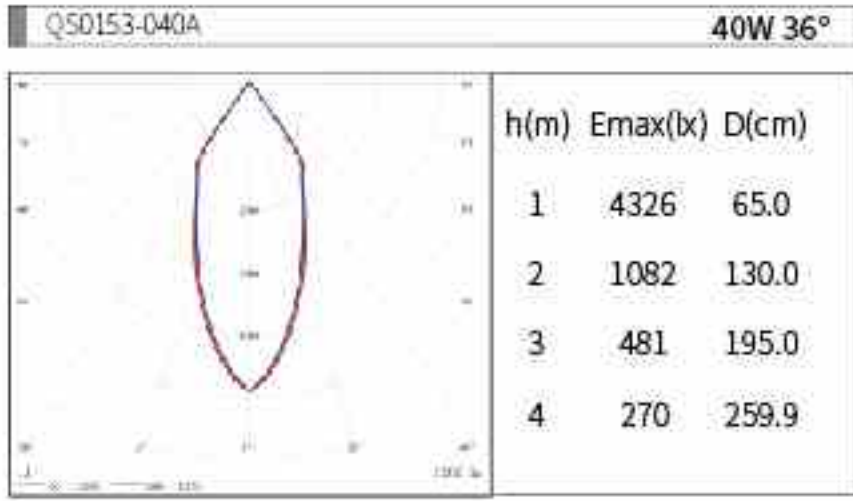 QS0153-040A 40W 36°
h(m) Emax(lx) D(cm)
1 4326 65.0
2 1082 130.0
3 481 195.0
4 270 259.9